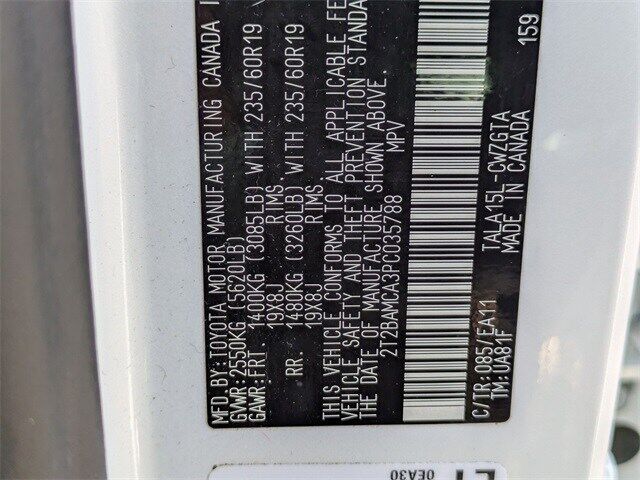 MFD.BY:TOYOTA MOTOR MANUFACTURING CANADA
GVWR:2550KG (5620LB)
GAWR:FRT. 1400KG (3085LB) WITH 235/60R19
19X8J RIMS
RR. 1480KG (3260LB) WITH 235/60R19
19X8J RIMS
THIS VEHICLE CONFORMS TO ALL APPLICABLE FE
VEHICLE SAFETY AND THEFT PREVENTION STANDA
THE DATE OF MANUFACTURE SHOWN ABOVE.
2T2BAMCA3PC035788 MPV
C/TR:085/EA11 TALA15L-CWZGTA 159
TM:UA81F MADE IN CANADA
0EA30